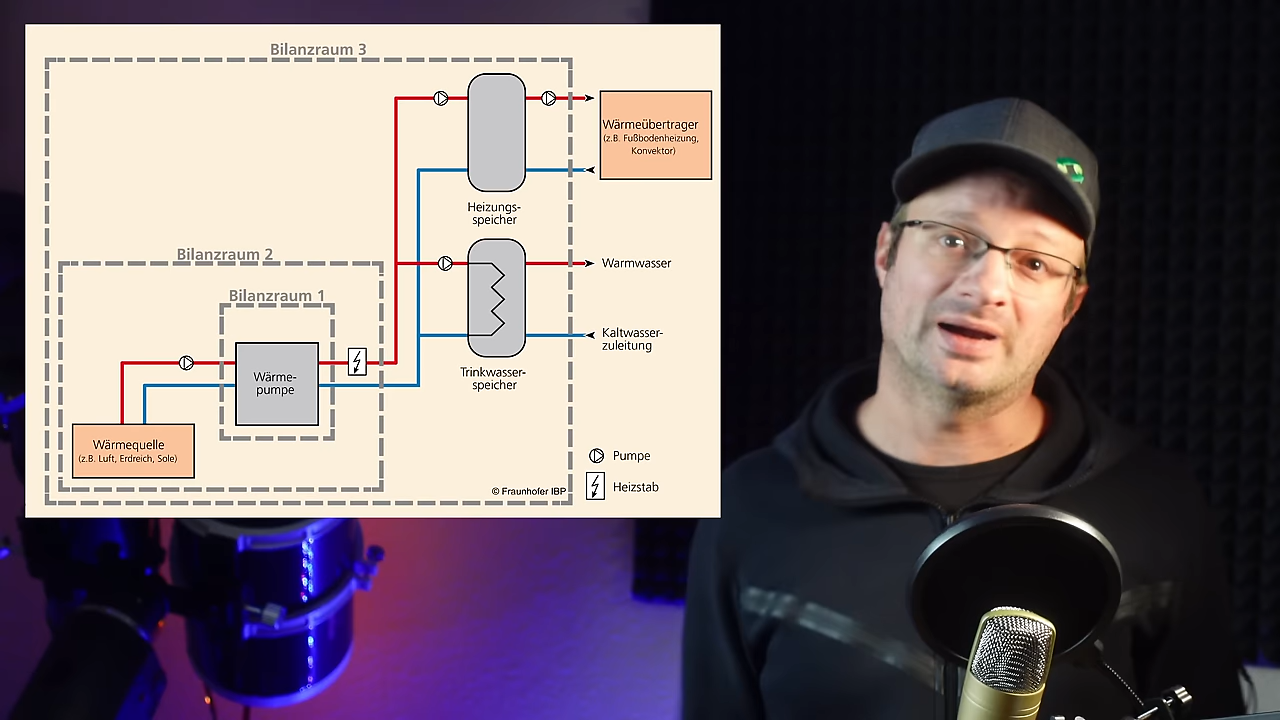 Bilanzraum 3
Wärmeübertrager
(z.B. Fußbodenheizung,
Konvektor)
Heizungs-
speicher
Bilanzraum 2
Warmwasser
Bilanzraum 1
Kaltwasser-
zuleitung
Wärme-
pumpe
Trinkwasser-
speicher
Wärmequelle
(z.B. Luft, Erdreich, Sole)
Pumpe
Heizstab
© Fraunhofer IBP